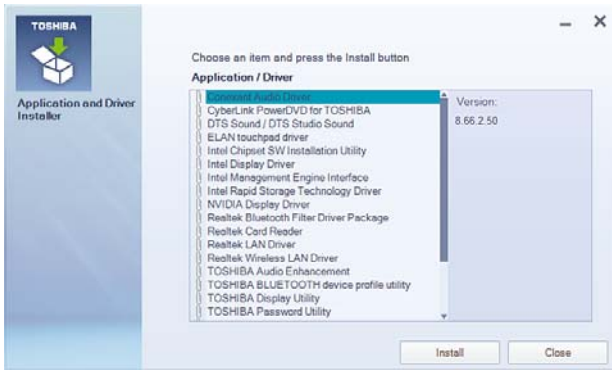 TOSHIBA
Application and Driver
Installer
Choose an item and press the Install button
Application / Driver
Conexant Audio Driver
CyberLink PowerDVD for TOSHIBA
DTS Sound / DTS Studio Sound
ELAN touchpad driver
Intel Chipset SW Installation Utility
Intel Display Driver
Intel Management Engine Interface
Intel Rapid Storage Technology Driver
NVIDIA Display Driver
Realtek Bluetooth Filter Driver Package
Realtek Card Reader
Realtek LAN Driver
Realtek Wireless LAN Driver
TOSHIBA Audio Enhancement
TOSHIBA BLUETOOTH device profile utility
TOSHIBA Display Utility
TOSHIBA Password Utility
Version:
8.66.2.50
Install
Close